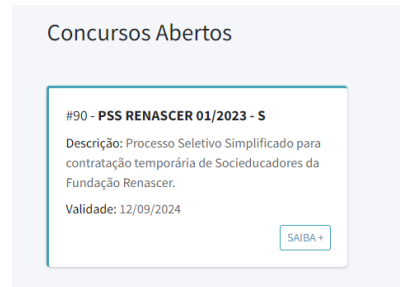 Concursos Abertos
#90 - PSS RENASCER 01/2023 - S
Descrição: Processo Seletivo Simplificado para
contratação temporária de Socieducadores da
Fundação Renascer.
Validade: 12/09/2024
SAIBA +